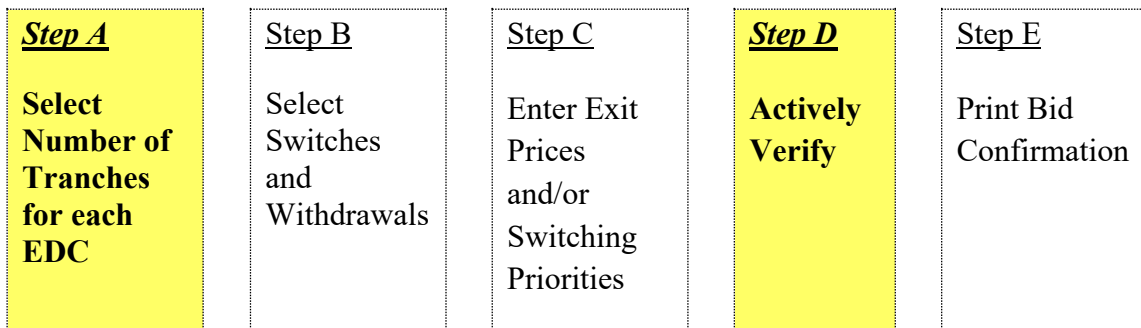 Step A
Select
Number of
Tranches
for each
EDC
Step B
Select
Switches
and
Withdrawals
Step C
Enter Exit
Prices
and/or
Switching
Priorities
Step D
Actively
Verify
Step E
Print Bid
Confirmation